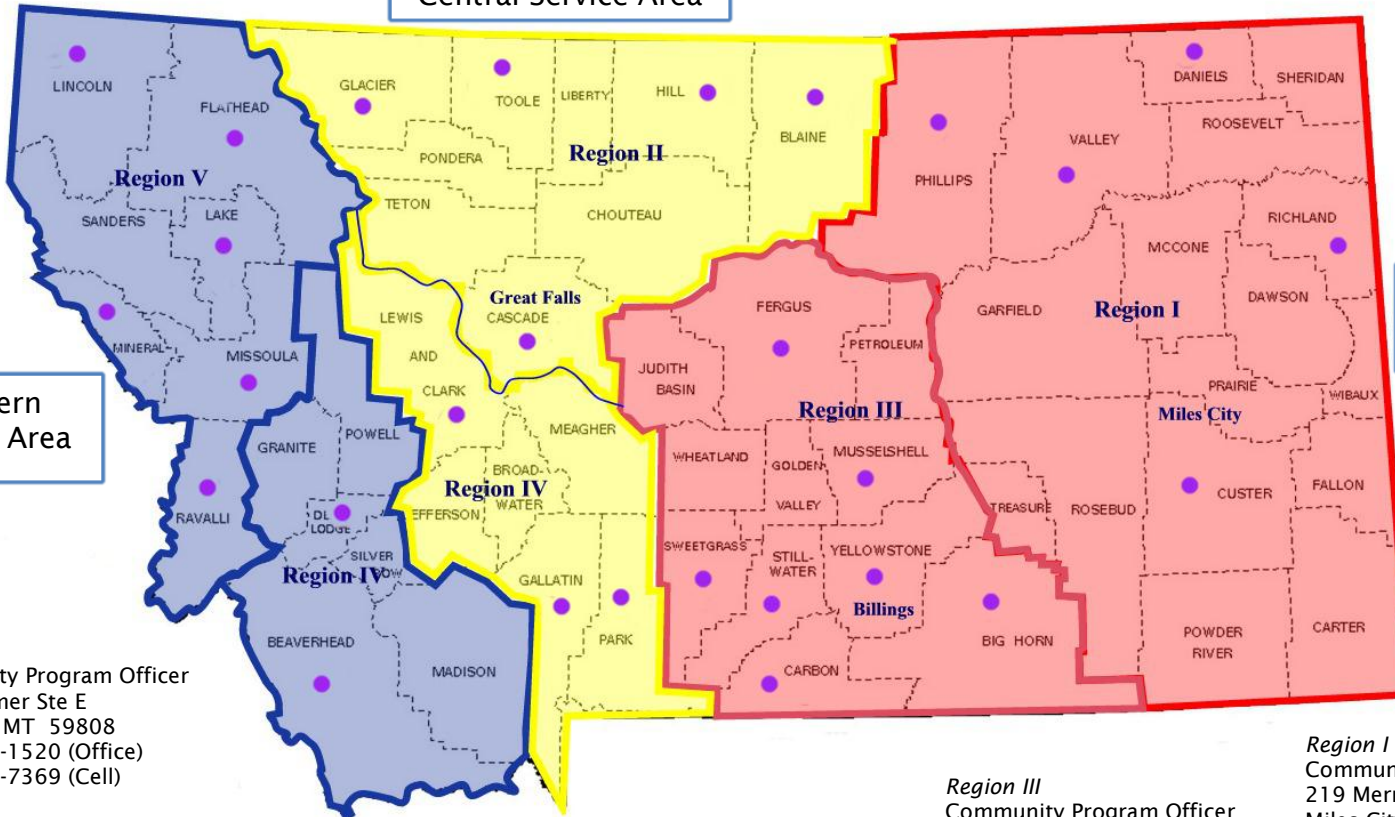 Central Service Area
LINCOLN
FLATHEAD
Region V
SANDERS
LAKE
MINERAL
MISSOULA
RAVALLI
GLACIER
TOOLE
LIBERTY
HILL
BLAINE
PONDERA
Region II
TETON
CHOUTEAU
Great Falls
CASCADE
LEWIS
AND
CLARK
MEAGHER
BROAD
WATER
Region IV
EFFERSON
GALLATIN
PARK
GRANITE
POWELL
DE
LODGE
SILVER
OW
Region IV
BEAVERHEAD
MADISON
FERGUS
PETROLEUM
JUDITH
BASIN
Region III
WHEATLAND
GOLDEN
VALLEY
MUSSELSHELL
SWEETGRASS
STILL-
WATER
YELLOWSTONE
Billings
BIG HORN
CARBON
DANIELS
SHERIDAN
VALLEY
ROOSEVELT
PHILLIPS
RICHLAND
MCCONE
GARFIELD
Region I
DAWSON
PRAIRIE
WIBAUX
Miles City
TREASURE
ROSEBUD
CUSTER
FALLON
POWDER
RIVER
CARTER
ern
Area
ty Program Officer
ner Ste E
MT 59808
-1520 (Office)
-7369 (Cell)
Region III
Community Program Officer
Region I
Commun
219 Merr